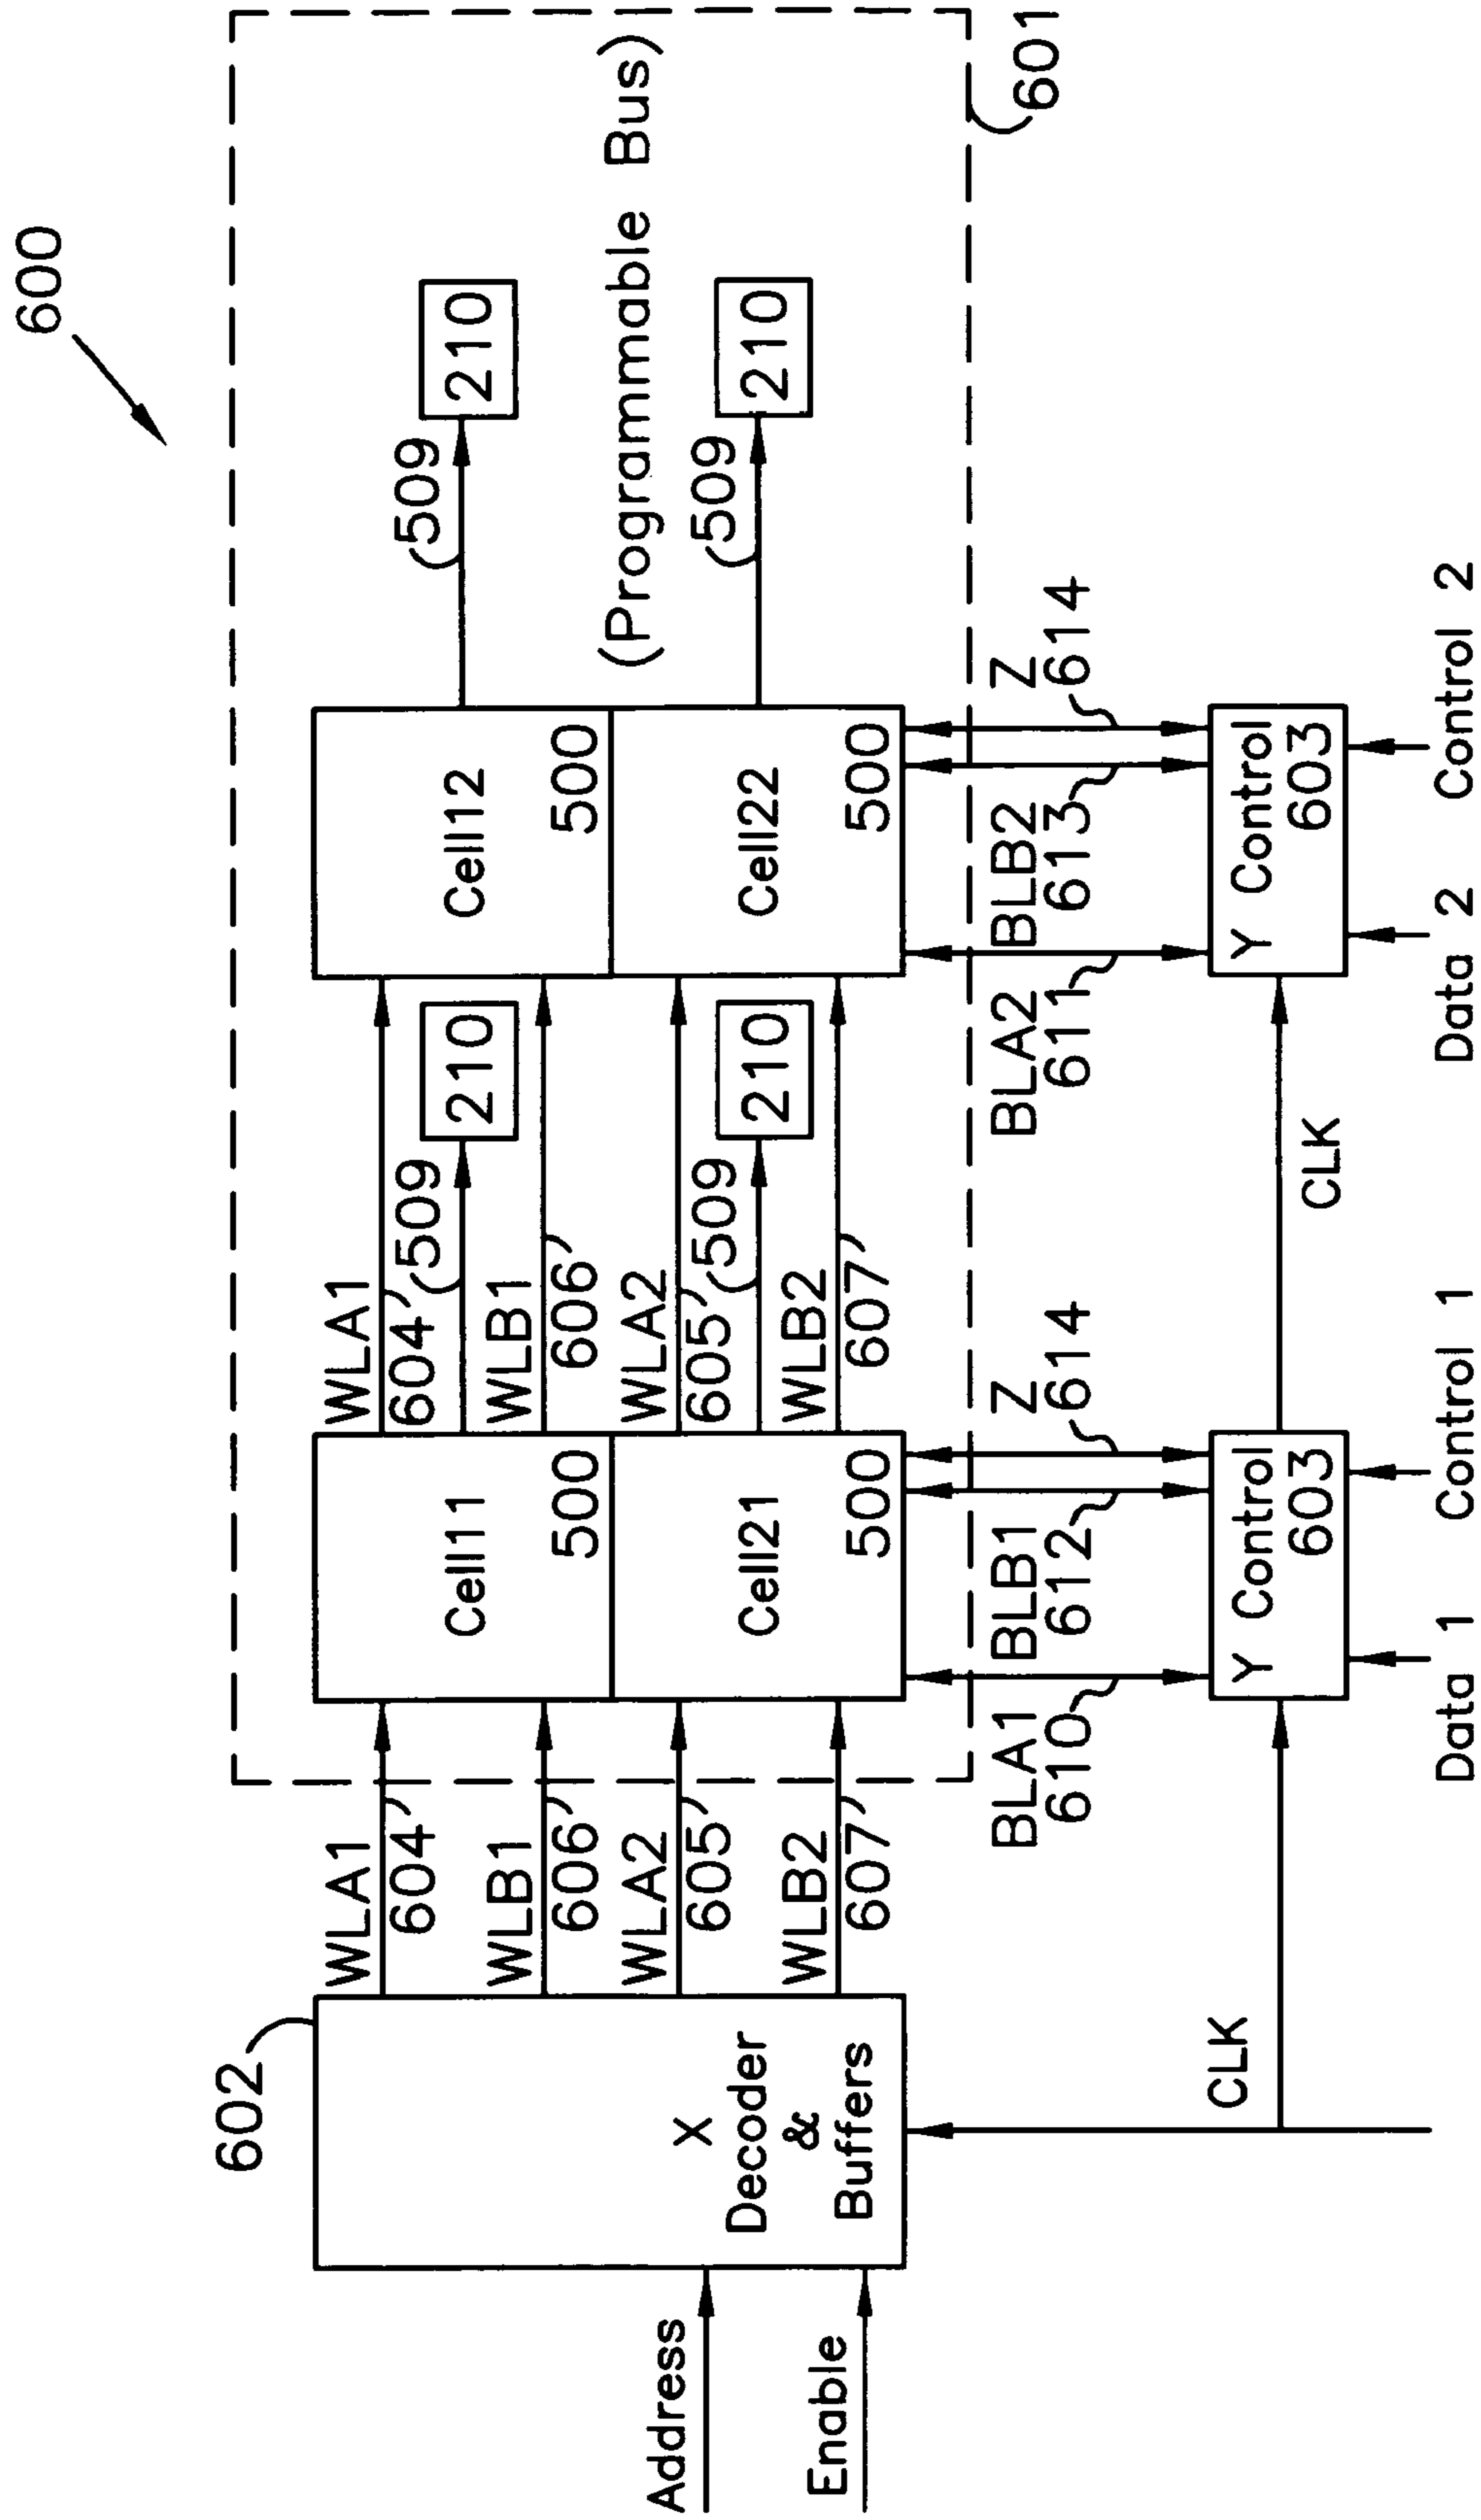 600
602
Address
Enable
X
Decoder
&
Buffers
WLA1
604
WLB1
606
WLA2
605
WLB2
607
Cell11
500
Cell21
500
WLA1
604
509
210
WLB1
606
WLA2
605
509
210
WLB2
607
Cell12
500
Cell22
500
509
210
509
210
(Programmable Bus)
601
BLA1
610
BLB1
612
Z
614
BLA2
611
BLB2
613
Z
614
CLK
Y Control
603
CLK
Y Control
603
Data 1
Control 1
Data 2
Control 2